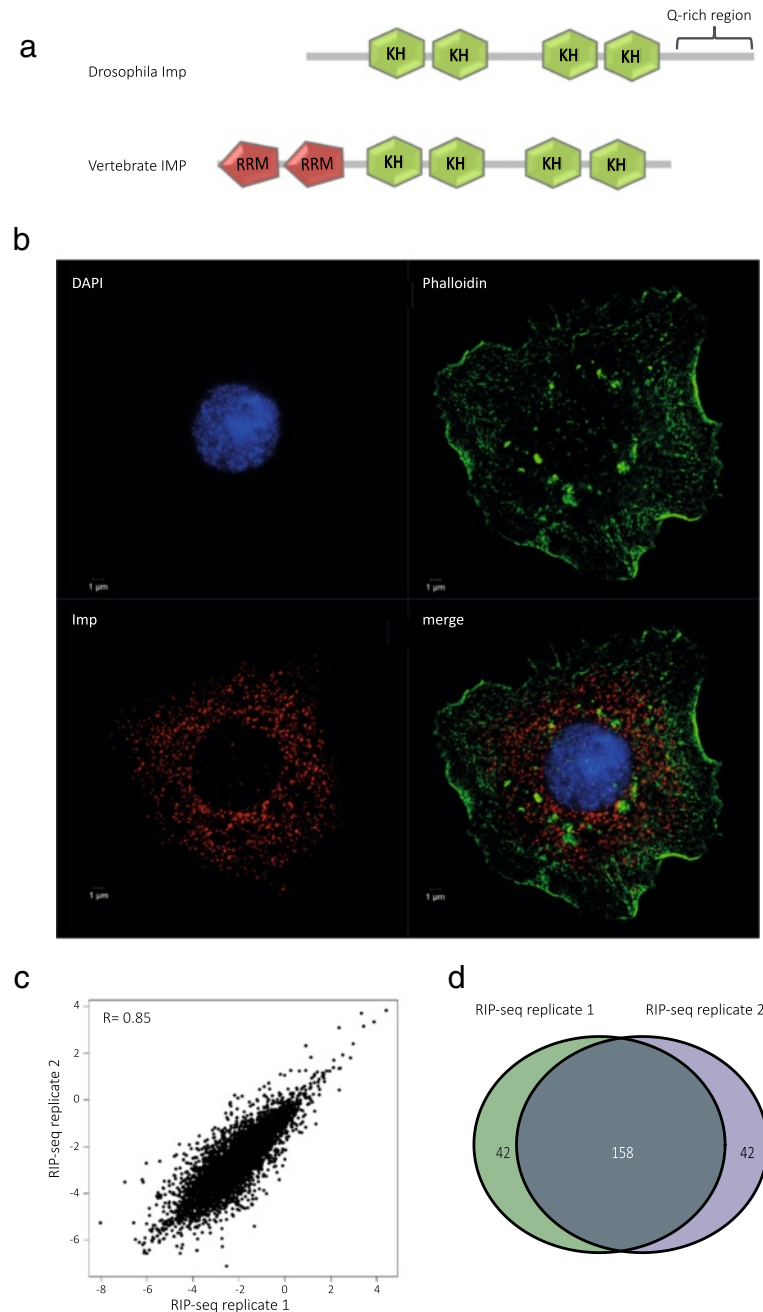 a
Q-rich region
Drosophila Imp
KH KH KH KH
Vertebrate IMP
RRM RRM KH KH KH KH
b
DAPI
Phalloidin
1 μm
Imp
merge
1 μm
1 μm
c
R= 0.85
RIP-seq replicate 2
4
2
0
-2
-4
-6
-8 -6 -4 -2 0 2 4
RIP-seq replicate 1
d
RIP-seq replicate 1
RIP-seq replicate 2
42
158
42